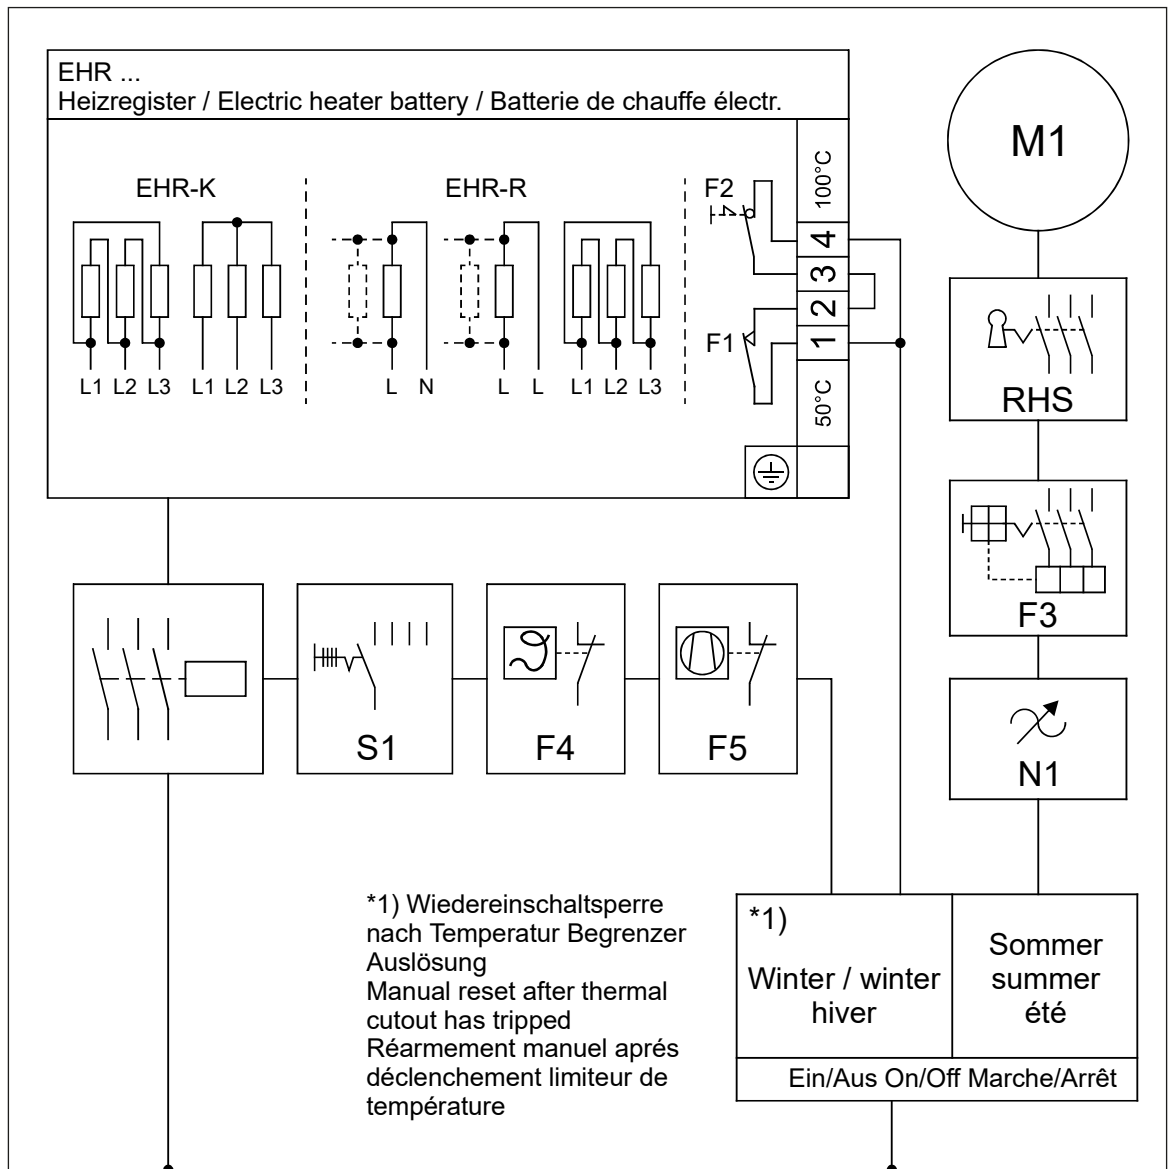 EHR ...
Heizregister / Electric heater battery / Batterie de chauffe électr.
EHR-K
EHR-R
F2
100°C
4
3
2
1
50°C
F1
L1 L2 L3 L1 L2 L3
L N
L L
L1 L2 L3
M1
RHS
F3
N1
S1
F4
F5
*1) Wiedereinschaltsperre
nach Temperatur Begrenzer
Auslösung
Manual reset after thermal
cutout has tripped
Réarmement manuel aprés
déclenchement limiteur de
température
*1)
Winter / winter
hiver
Sommer
summer
été
Ein/Aus On/Off Marche/Arrêt